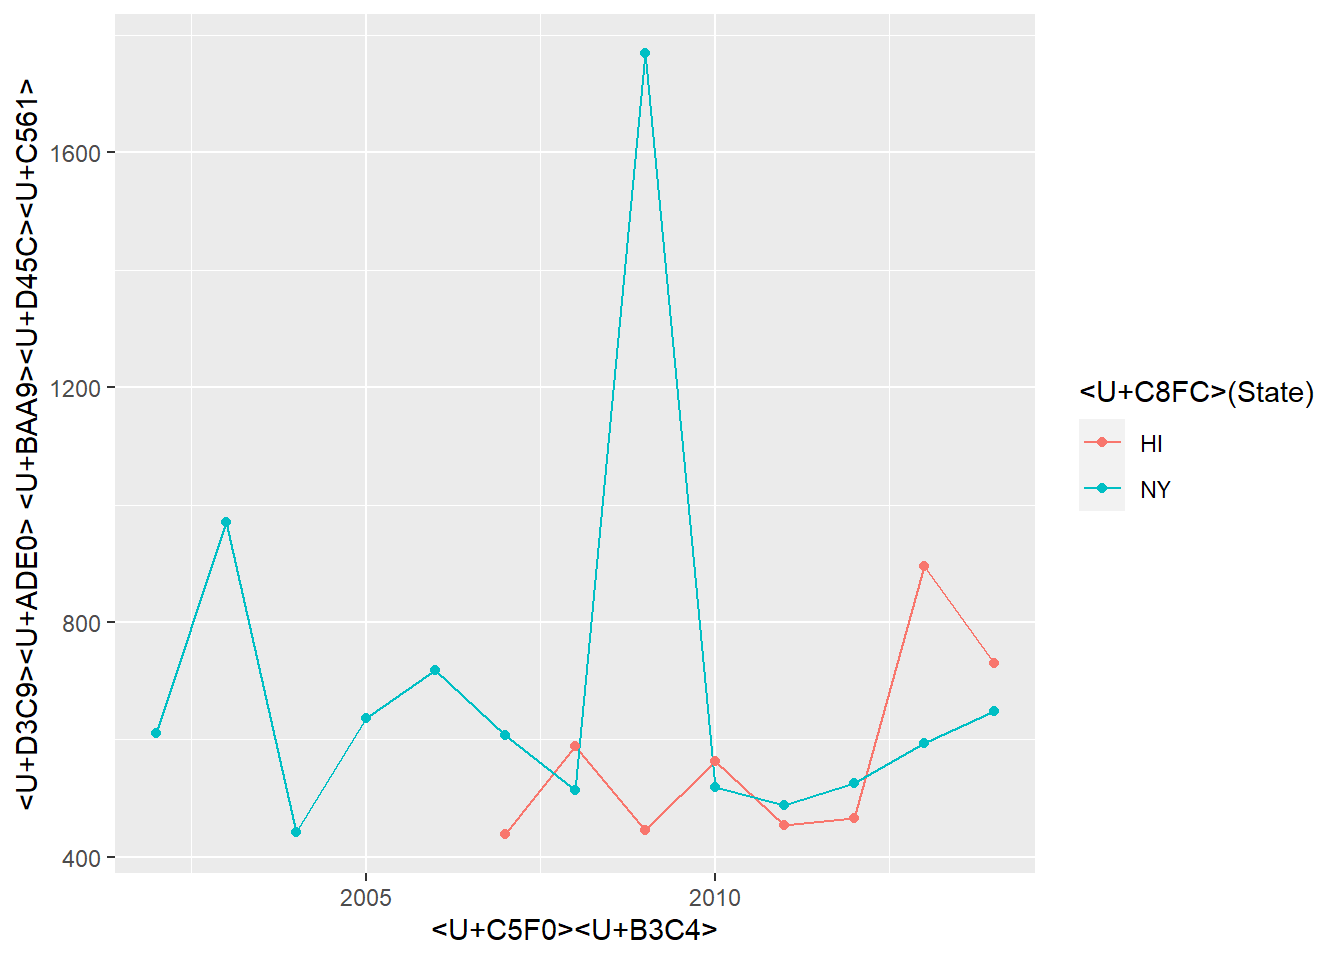 <U+D3C9><U+ADE0> <U+BAA9><U+D45C><U+C561>
1600
1200
800
400
2005
2010
<U+C5F0><U+B3C4>
<U+C8FC>(State)
HI
NY